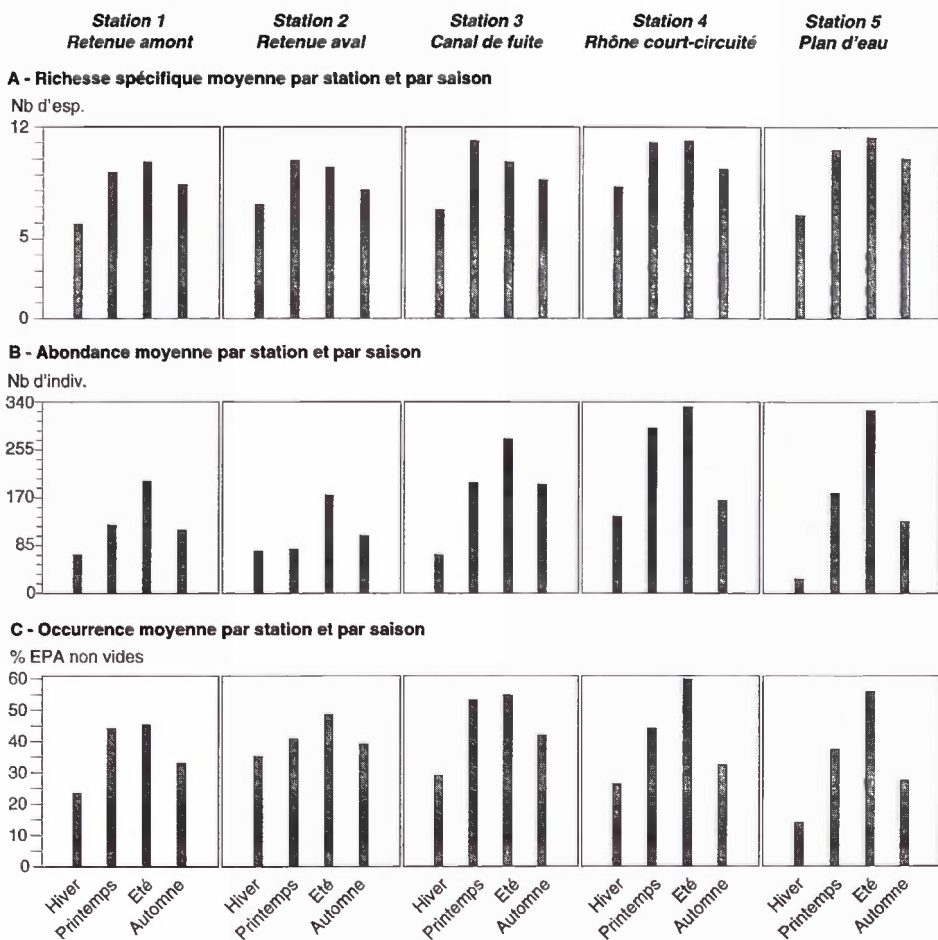 Station 1
Retenue amont
Station 2
Retenue aval
Station 3
Canal de fuite
Station 4
Rhône court-circuité
Station 5
Plan d'eau
A - Richesse spécifique moyenne par station et par saison
Nb d'esp.
12
5
0
B - Abondance moyenne par station et par saison
Nb d'indiv.
340
255
170
85
0
C - Occurrence moyenne par station et par saison
% EPA non vides
60
50
40
30
20
10
0
Hiver
Printemps
Eté
Automne
Hiver
Printemps
Eté
Automne
Hiver
Printemps
Eté
Automne
Hiver
Printemps
Eté
Automne
Hiver
Printemps
Eté
Automne